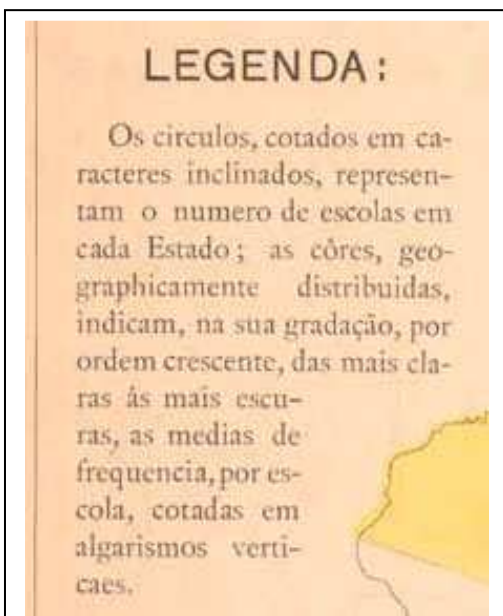 LEGENDA:
Os circulos, cotados em ca-
racteres inclinados, represen-
tam o numero de escolas em
cada Estado; as côres, geo-
graphicamente distribuidas,
indicam, na sua gradação, por
ordem crescente, das mais cla-
ras ás mais escu-
ras, as medias de
frequencia, por es-
cola, cotadas em
algarismos verti-
caes.